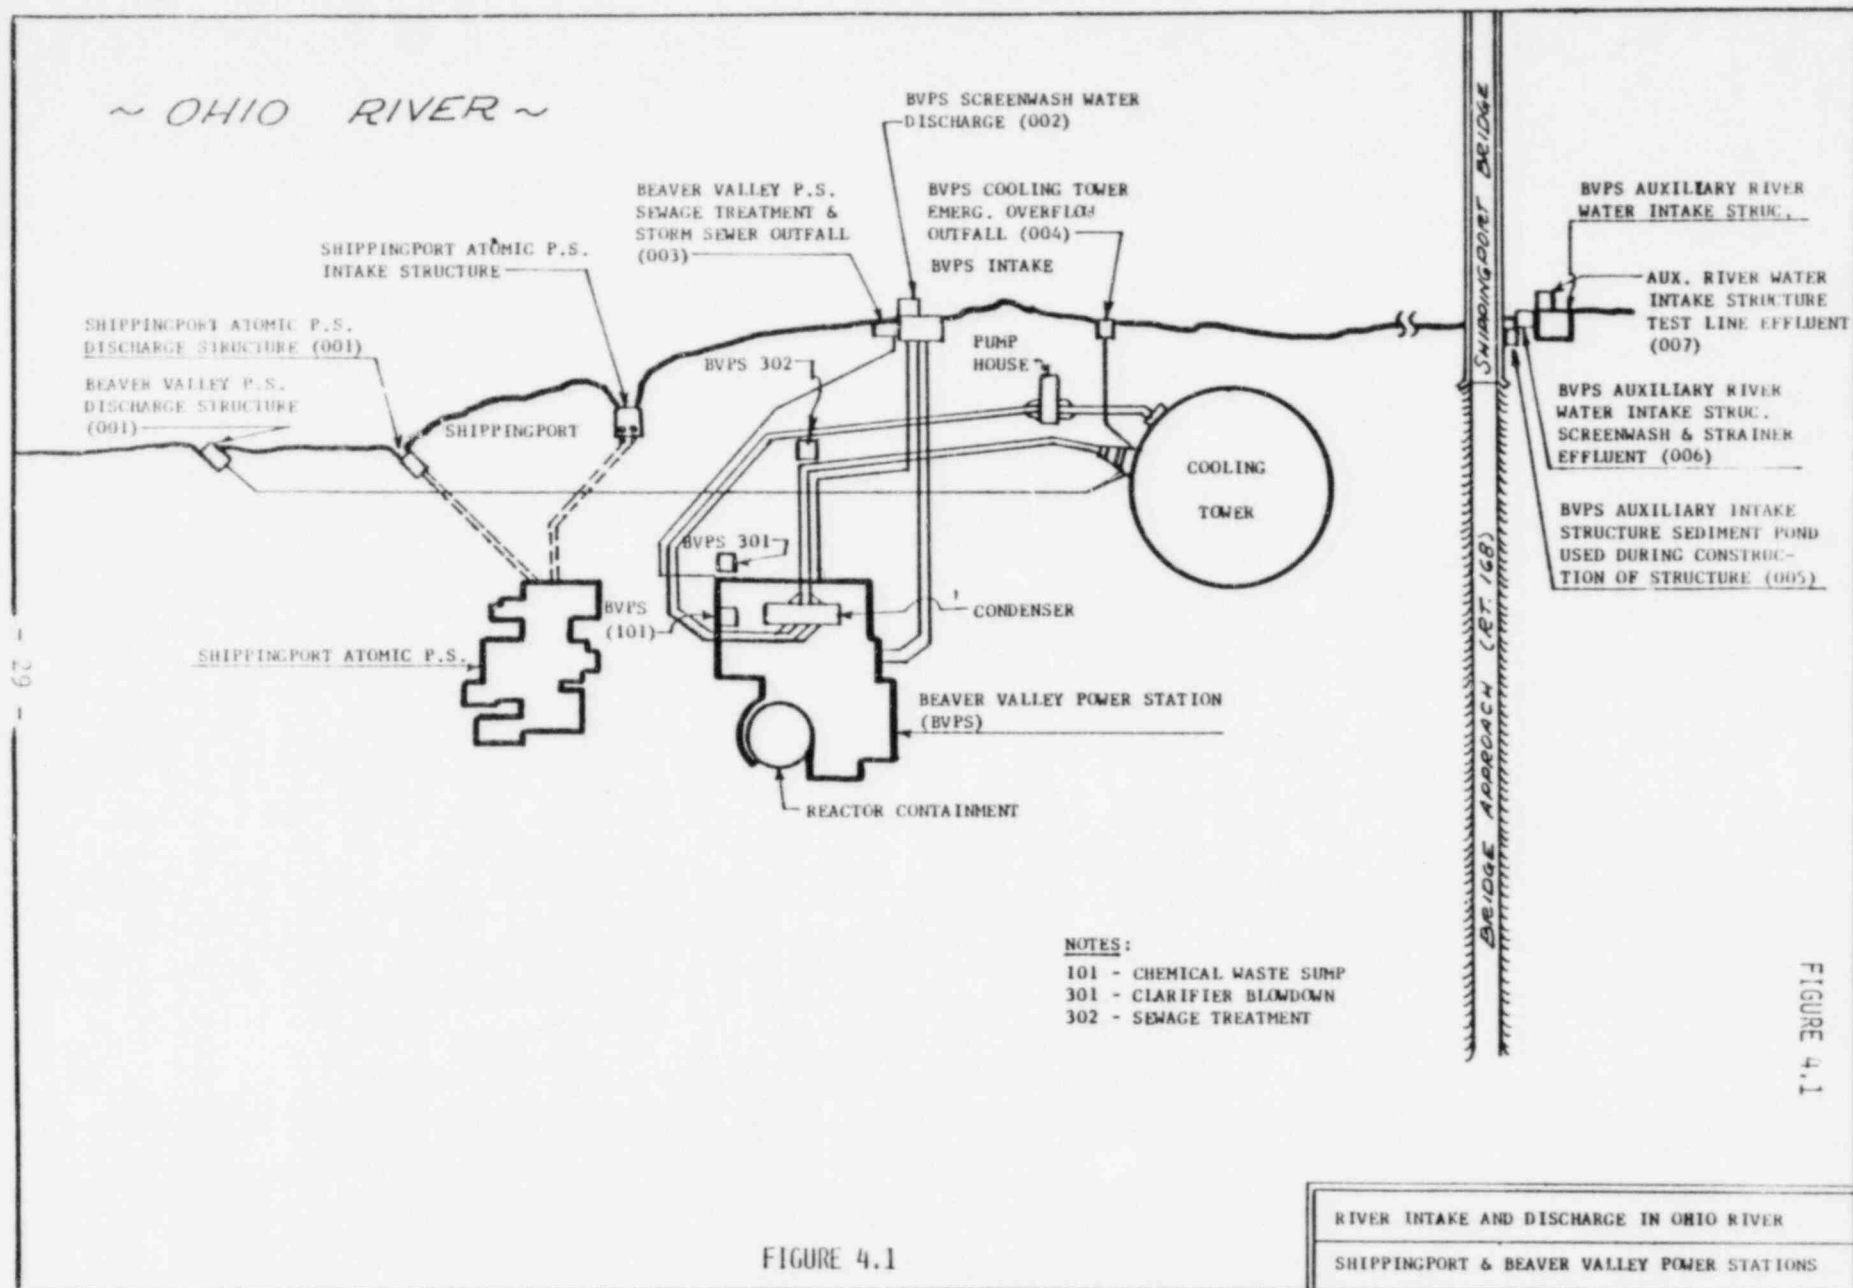 ~ OHIO RIVER ~
BVPS SCREENWASH WATER
DISCHARGE (002)
BEAVER VALLEY P.S.
SEWAGE TREATMENT &
STORM SEWER OUTFALL
(003)
BVPS COOLING TOWER
EMERG. OVERFLOW
OUTFALL (004)
BVPS INTAKE
SHIPPINGPORT ATOMIC P.S.
INTAKE STRUCTURE
SHIPPINGPORT ATOMIC P.S.
DISCHARGE STRUCTURE (001)
BEAVER VALLEY P.S.
DISCHARGE STRUCTURE
(001)
SHIPPINGPORT
BVPS 302
PUMP
HOUSE
COOLING
TOWER
BVPS 301
BVPS
(101)
CONDENSER
SHIPPINGPORT ATOMIC P.S.
BEAVER VALLEY POWER STATION
(BVPS)
REACTOR CONTAINMENT
SHIPPINGPORT BRIDGE
BRIDGE APPROACH (RT. 168)
BVPS AUXILIARY RIVER
WATER INTAKE STRUC.
AUX. RIVER WATER
INTAKE STRUCTURE
TEST LINE EFFLUENT
(007)
BVPS AUXILIARY RIVER
WATER INTAKE STRUC.
SCREENWASH & STRAINER
EFFLUENT (006)
BVPS AUXILIARY INTAKE
STRUCTURE SEDIMENT POND
USED DURING CONSTRUC-
TION OF STRUCTURE (005)
NOTES:
101 - CHEMICAL WASTE SUMP
301 - CLARIFIER BLOWDOWN
302 - SEWAGE TREATMENT
- 29 -
FIGURE 4.1
FIGURE 4.1
RIVER INTAKE AND DISCHARGE IN OHIO RIVER
SHIPPINGPORT & BEAVER VALLEY POWER STATIONS